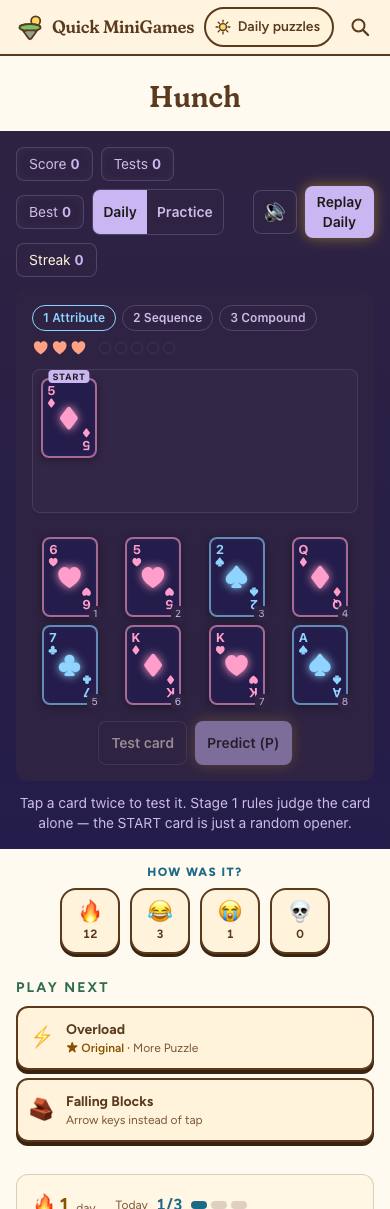 Quick MiniGames
Daily puzzles
Hunch
Score 0
Tests 0
Best 0
Daily
Practice
Replay
Daily
Streak 0
1 Attribute
2 Sequence
3 Compound
START
5
5
6
6
1
5
5
2
2
2
3
Q
Q
4
7
7
5
K
K
6
K
K
7
A
A
8
Test card
Predict (P)
Tap a card twice to test it. Stage 1 rules judge the card
alone — the START card is just a random opener.
HOW WAS IT?
12
3
1
0
PLAY NEXT
Overload
Original · More Puzzle
Falling Blocks
Arrow keys instead of tap
1 day
Today 1/3